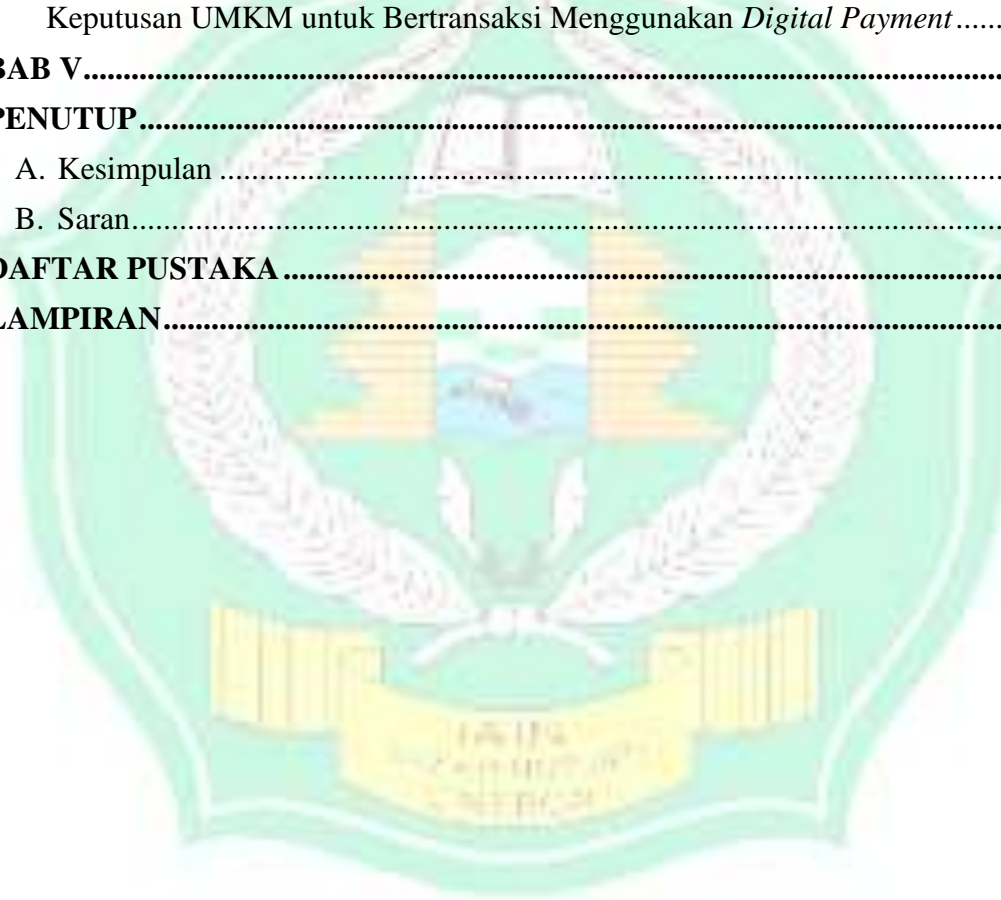 Keputusan UMKM untuk Bertransaksi Menggunakan Digital Payment......
BAB V....................................................................................................
PENUTUP.............................................................................................
A. Kesimpulan ....................................................................................
B. Saran...............................................................................................
DAFTAR PUSTAKA............................................................................
LAMPIRAN..........................................................................................